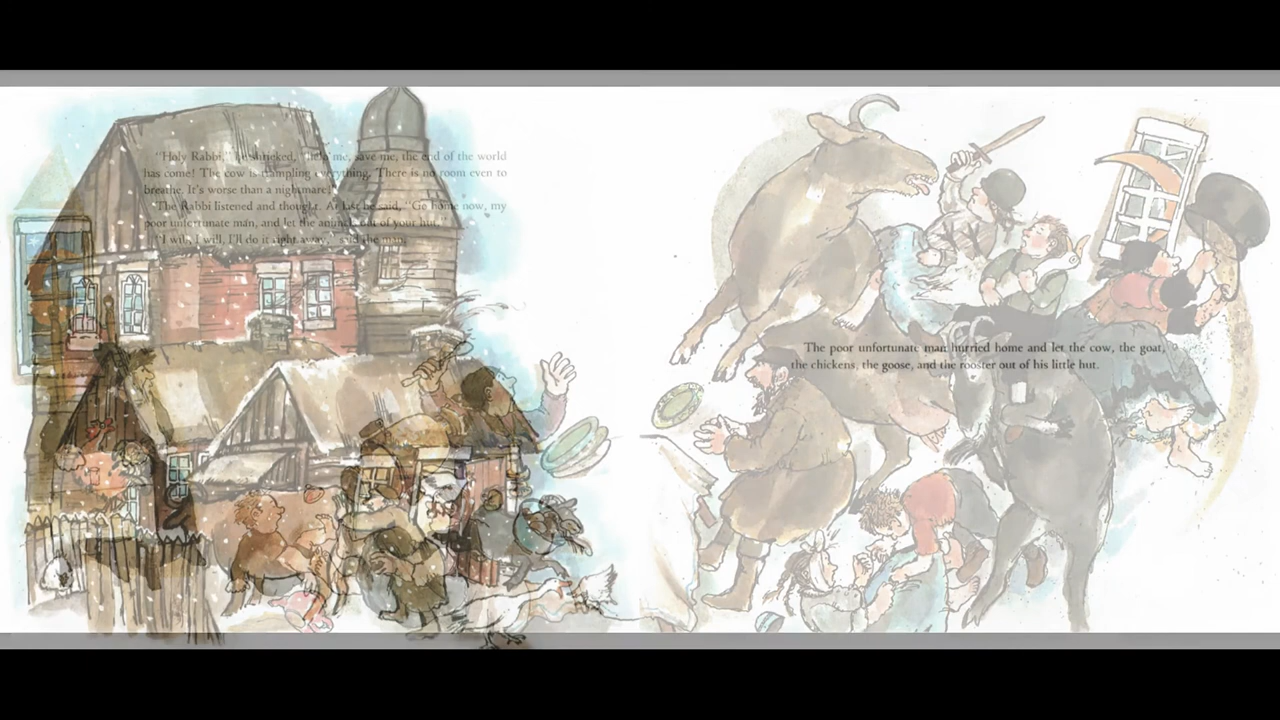 "Holy Rabbi," he shrieked, "help me, save me, the end of the world
has come! The cow is trampling everything. There is no room even to
breathe. It's worse than a nightmare!"
The Rabbi listened and thought. At last he said, "Go home now, my
poor unfortunate man, and let the animals out of your hut."
"I will, I will, I'll do it right away," said the man.
The poor unfortunate man hurried home and let the cow, the goat,
the chickens, the goose, and the rooster out of his little hut.